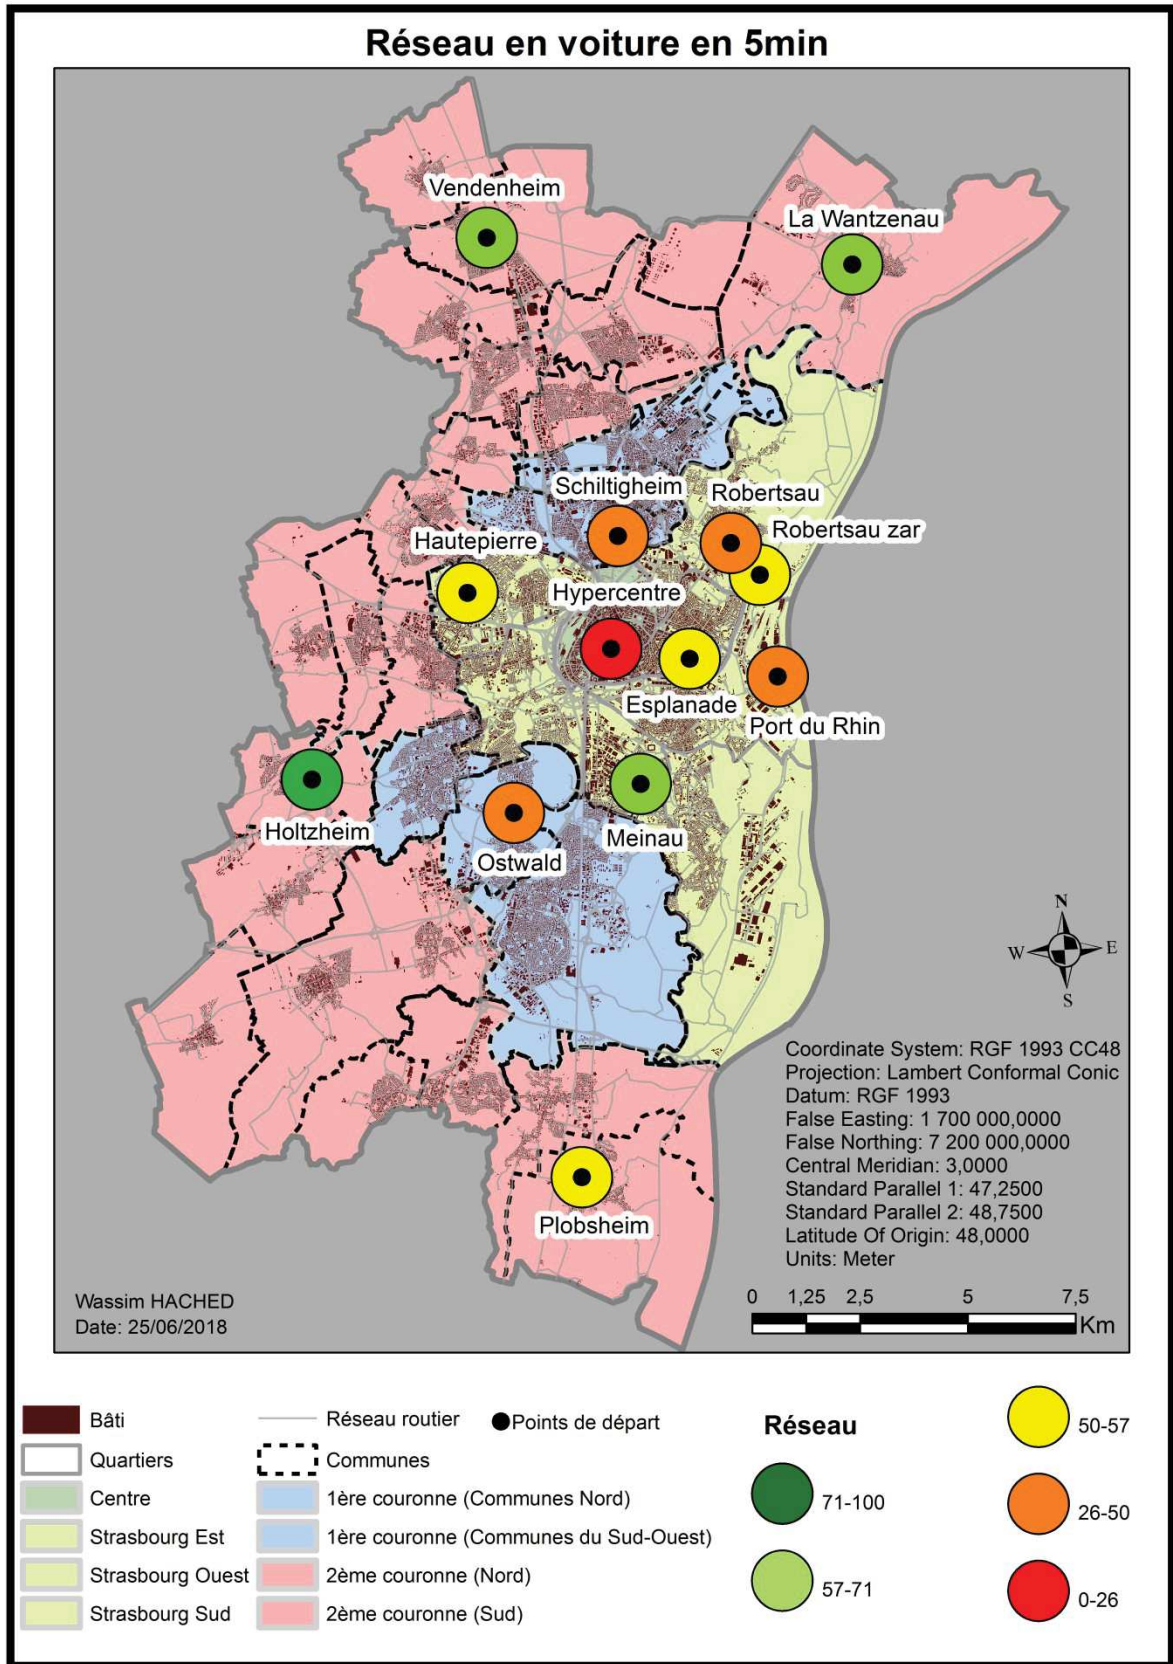 Réseau en voiture en 5min
Vendenheim
La Wantzenau
Schiltigheim
Robertsau
Hautepierre
Robertsau zar
Hypercentre
Esplanade
Port du Rhin
Holtzheim
Ostwald
Meinau
Plobsheim
N
W
E
S
Coordinate System: RGF 1993 CC48
Projection: Lambert Conformal Conic
Datum: RGF 1993
False Easting: 1 700 000,0000
False Northing: 7 200 000,0000
Central Meridian: 3,0000
Standard Parallel 1: 47,2500
Standard Parallel 2: 48,7500
Latitude Of Origin: 48,0000
Units: Meter
Wassim HACHED
Date: 25/06/2018
0 1,25 2,5 5 7,5
Km
Bâti
Quartiers
Centre
Strasbourg Est
Strasbourg Ouest
Strasbourg Sud
Réseau routier
Communes
1ère couronne (Communes Nord)
1ère couronne (Communes du Sud-Ouest)
2ème couronne (Nord)
2ème couronne (Sud)
Points de départ
Réseau
71-100
57-71
50-57
26-50
0-26